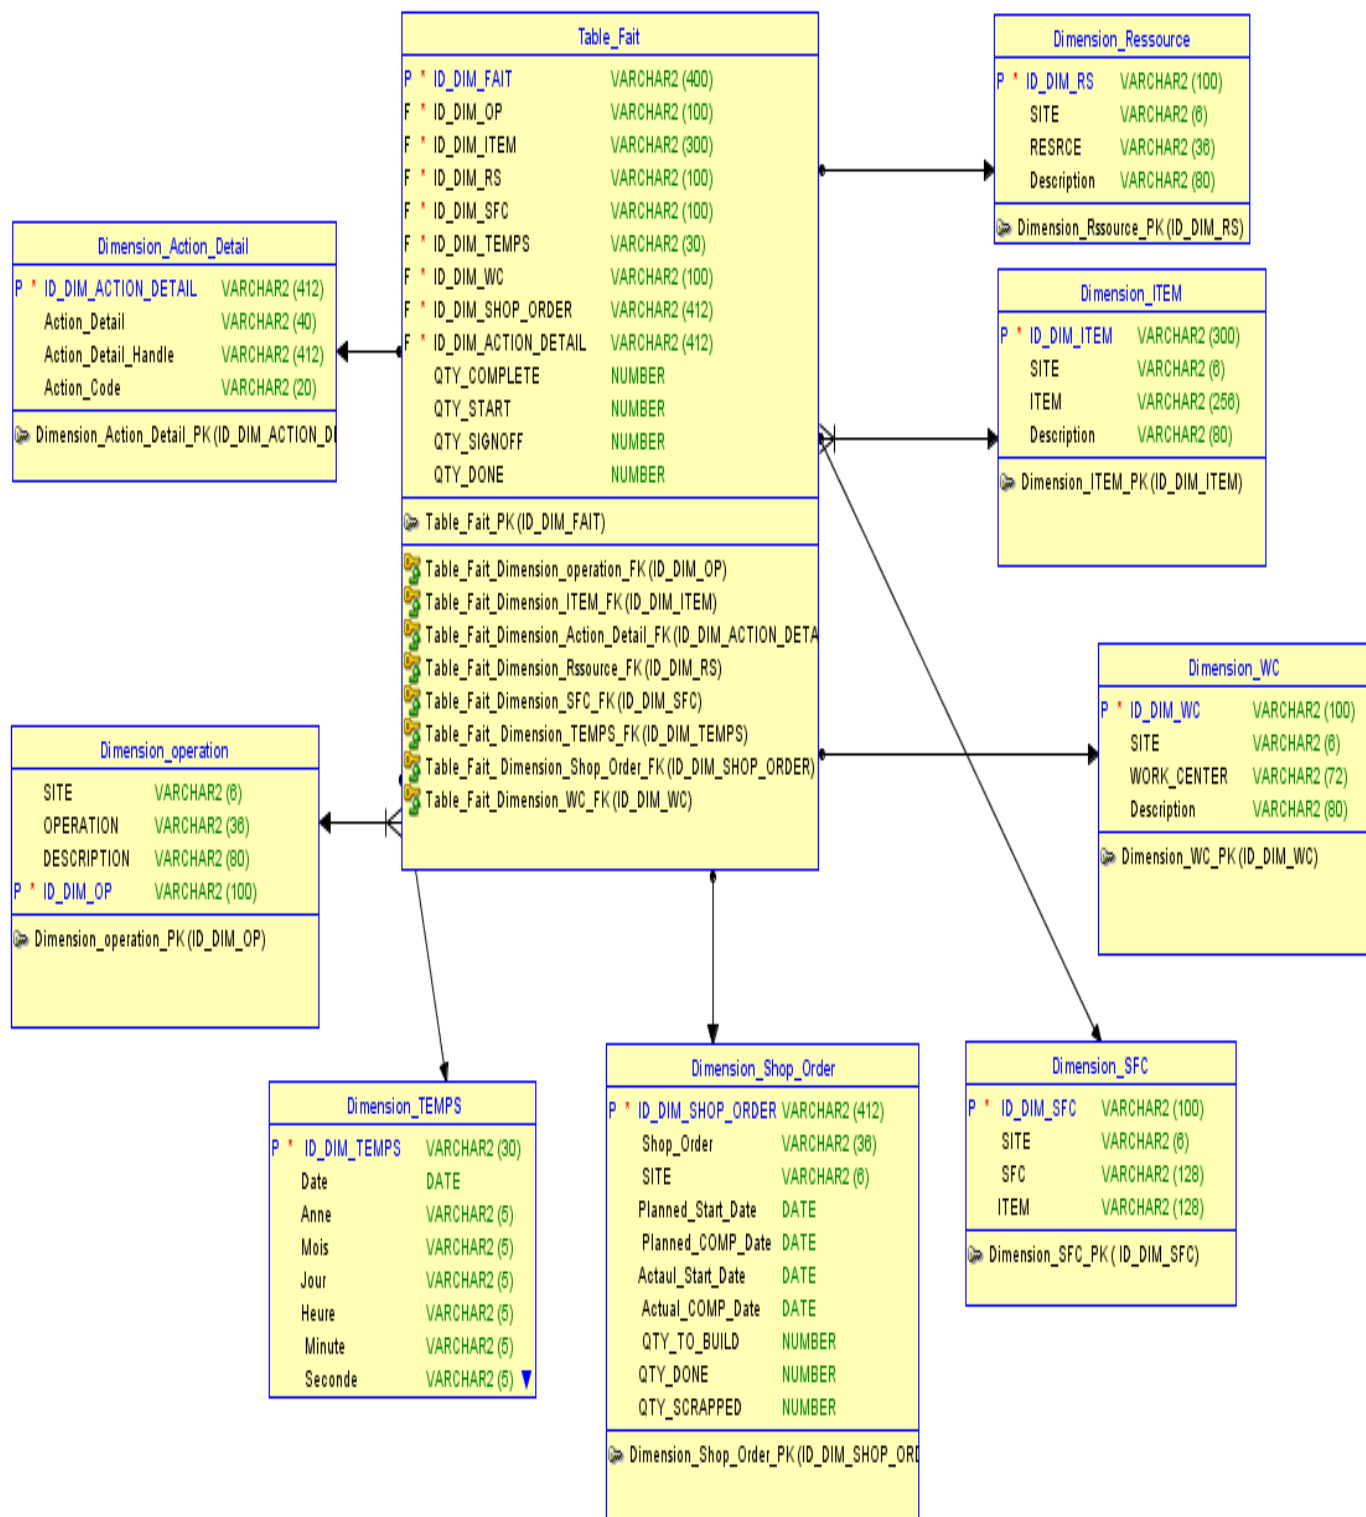 Table_Fait
P * ID_DIM_FAIT VARCHAR2 (400)
F * ID_DIM_OP VARCHAR2 (100)
F * ID_DIM_ITEM VARCHAR2 (300)
F * ID_DIM_RS VARCHAR2 (100)
F * ID_DIM_SFC VARCHAR2 (100)
F * ID_DIM_TEMPS VARCHAR2 (30)
F * ID_DIM_WC VARCHAR2 (100)
F * ID_DIM_SHOP_ORDER VARCHAR2 (412)
F * ID_DIM_ACTION_DETAIL VARCHAR2 (412)
QTY_COMPLETE NUMBER
QTY_START NUMBER
QTY_SIGNOFF NUMBER
QTY_DONE NUMBER
Table_Fait_PK (ID_DIM_FAIT)
Table_Fait_Dimension_operation_FK (ID_DIM_OP)
Table_Fait_Dimension_ITEM_FK (ID_DIM_ITEM)
Table_Fait_Dimension_Action_Detail_FK (ID_DIM_ACTION_DETA
Table_Fait_Dimension_Rssource_FK (ID_DIM_RS)
Table_Fait_Dimension_SFC_FK (ID_DIM_SFC)
Table_Fait_Dimension_TEMPS_FK (ID_DIM_TEMPS)
Table_Fait_Dimension_Shop_Order_FK (ID_DIM_SHOP_ORDER)
Table_Fait_Dimension_WC_FK (ID_DIM_WC)
Dimension_Ressource
P * ID_DIM_RS VARCHAR2 (100)
SITE VARCHAR2 (6)
RESRCE VARCHAR2 (36)
Description VARCHAR2 (80)
Dimension_Rssource_PK (ID_DIM_RS)
Dimension_Action_Detail
P * ID_DIM_ACTION_DETAIL VARCHAR2 (412)
Action_Detail VARCHAR2 (40)
Action_Detail_Handle VARCHAR2 (412)
Action_Code VARCHAR2 (20)
Dimension_Action_Detail_PK (ID_DIM_ACTION_DI
Dimension_ITEM
P * ID_DIM_ITEM VARCHAR2 (300)
SITE VARCHAR2 (6)
ITEM VARCHAR2 (256)
Description VARCHAR2 (80)
Dimension_ITEM_PK (ID_DIM_ITEM)
Dimension_WC
P * ID_DIM_WC VARCHAR2 (100)
SITE VARCHAR2 (6)
WORK_CENTER VARCHAR2 (72)
Description VARCHAR2 (80)
Dimension_WC_PK (ID_DIM_WC)
Dimension_operation
SITE VARCHAR2 (6)
OPERATION VARCHAR2 (36)
DESCRIPTION VARCHAR2 (80)
P * ID_DIM_OP VARCHAR2 (100)
Dimension_operation_PK (ID_DIM_OP)
Dimension_TEMPS
P * ID_DIM_TEMPS VARCHAR2 (30)
Date DATE
Anne VARCHAR2 (5)
Mois VARCHAR2 (5)
Jour VARCHAR2 (5)
Heure VARCHAR2 (5)
Minute VARCHAR2 (5)
Seconde VARCHAR2 (5)
Dimension_Shop_Order
P * ID_DIM_SHOP_ORDER VARCHAR2 (412)
Shop_Order VARCHAR2 (36)
SITE VARCHAR2 (6)
Planned_Start_Date DATE
Planned_COMP_Date DATE
Actaul_Start_Date DATE
Actual_COMP_Date DATE
QTY_TO_BUILD NUMBER
QTY_DONE NUMBER
QTY_SCRAPPED NUMBER
Dimension_Shop_Order_PK (ID_DIM_SHOP_ORD
Dimension_SFC
P * ID_DIM_SFC VARCHAR2 (100)
SITE VARCHAR2 (6)
SFC VARCHAR2 (128)
ITEM VARCHAR2 (128)
Dimension_SFC_PK ( ID_DIM_SFC)